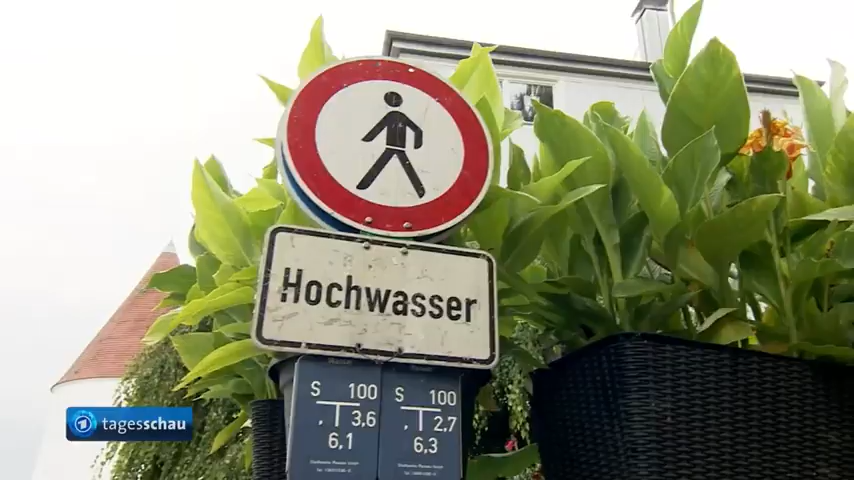 Hochwasser
S 100
, 3,6
6,1
S 100
, 2,7
6,3
tagesschau